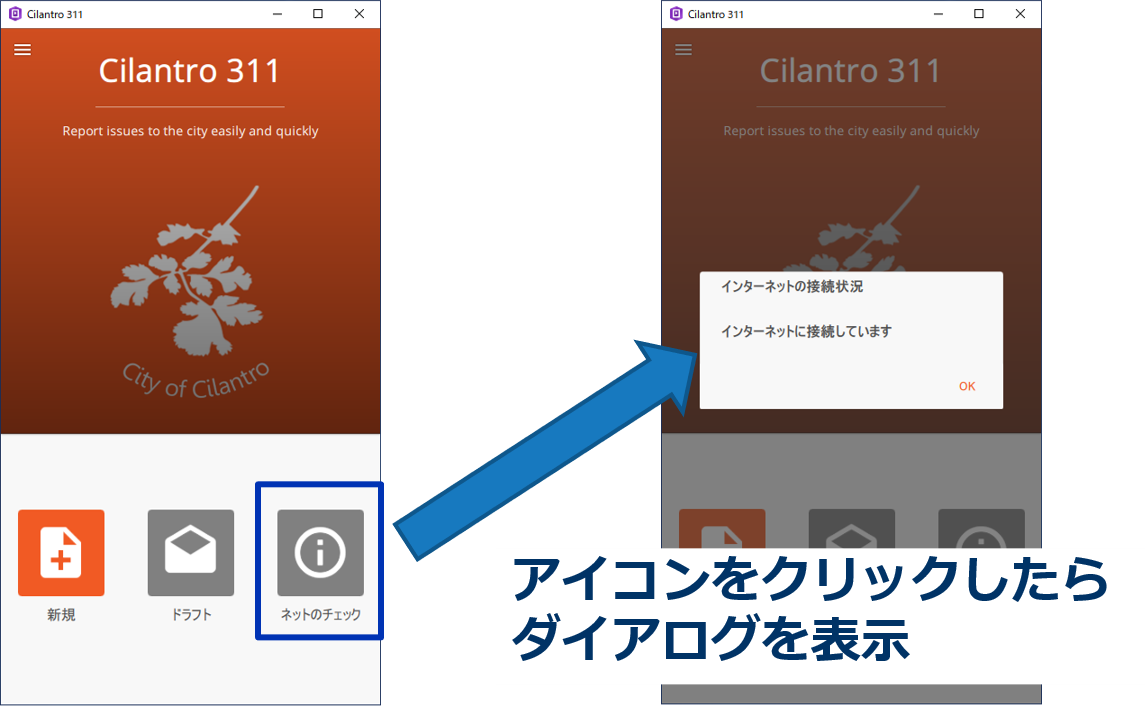 Cilantro 311
Cilantro 311
Report issues to the city easily and quickly
City of Cilantro
新規
ドラフト
ネットのチェック
Cilantro 311
Cilantro 311
Report issues to the city easily and quickly
インターネットの接続状況
インターネットに接続しています
OK
アイコンをクリックしたら
ダイアログを表示